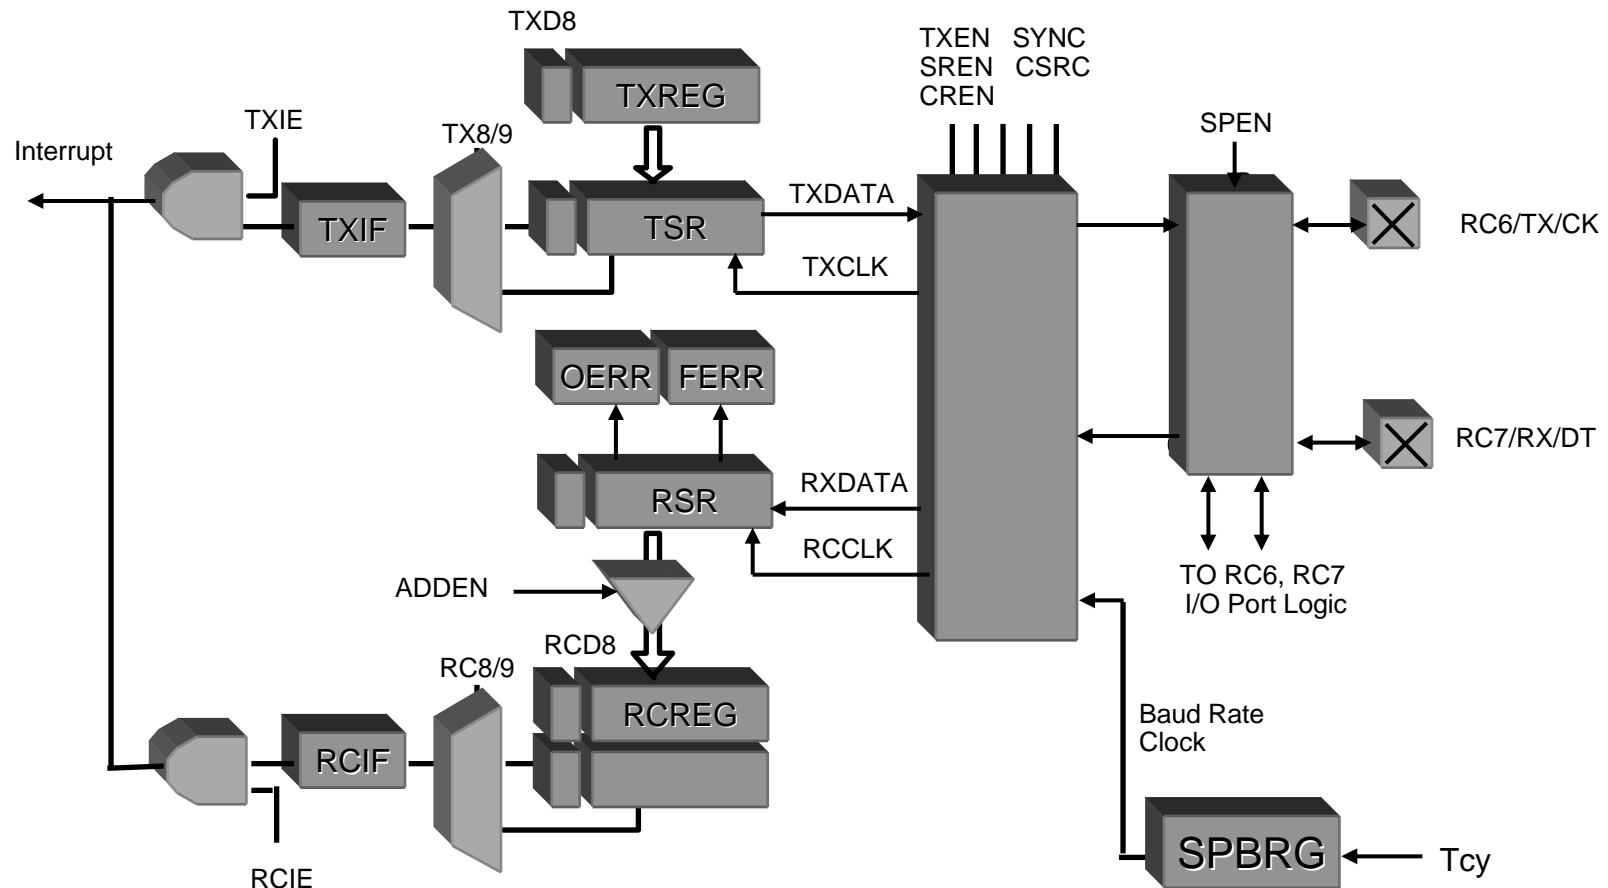 TXD8
TXEN SYNC
SREN CSRC
CREN
TXREG
TXIE
TX8/9
SPEN
Interrupt
TXIF
TSR
TXDATA
RC6/TX/CK
TXCLK
OERR
FERR
RC7/RX/DT
RSR
RXDATA
RCCLK
ADDEN
TO RC6, RC7
I/O Port Logic
RCD8
RC8/9
RCREG
Baud Rate
Clock
RCIF
SPBRG
Tcy
RCIE